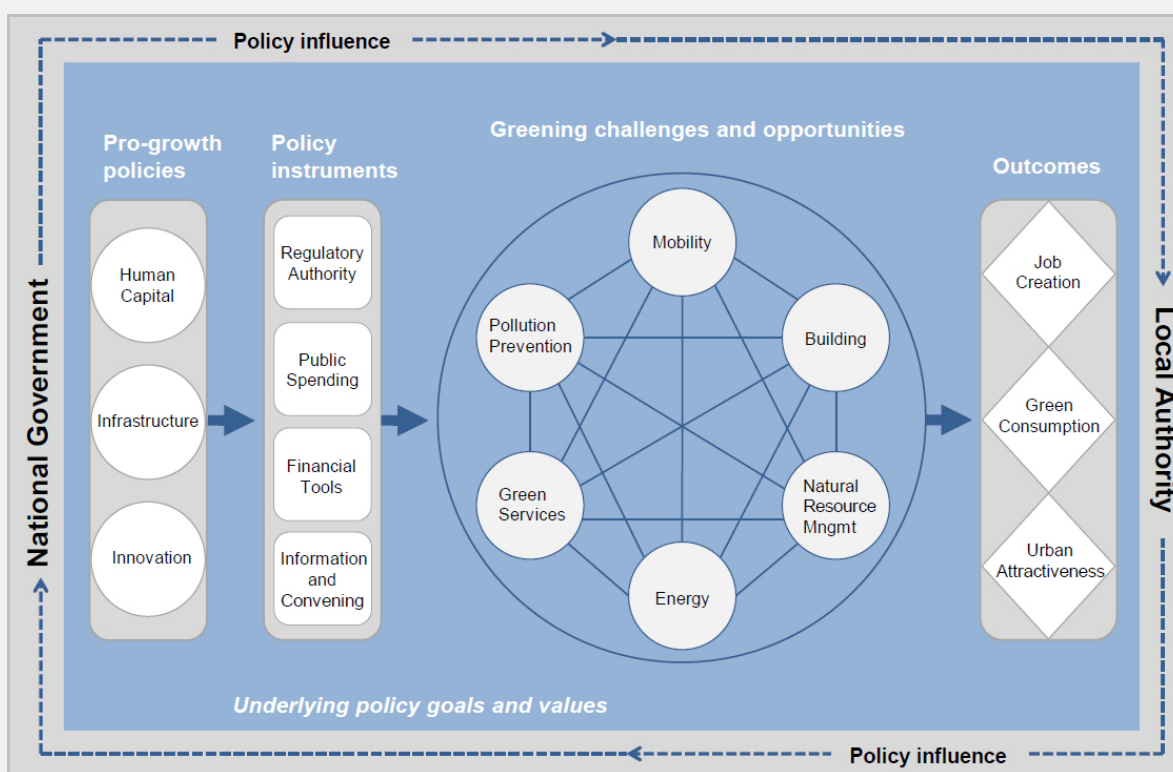 Policy influence
National Government
Local Authority
Pro-growth
policies
Human
Capital
Infrastructure
Innovation
Policy
instruments
Regulatory
Authority
Public
Spending
Financial
Tools
Information
and
Convening
Greening challenges and opportunities
Mobility
Pollution
Prevention
Building
Green
Services
Natural
Resource
Mngmt
Energy
Outcomes
Job
Creation
Green
Consumption
Urban
Attractiveness
Underlying policy goals and values
Policy influence